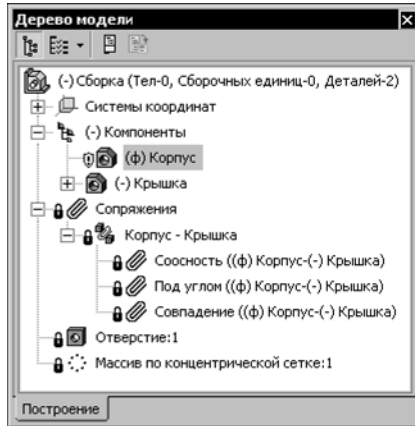 Дерево модели
(-) Сборка (Тел-0, Сборочных единиц-0, Деталей-2)
Системы координат
(-) Компоненты
(ф) Корпус
(-) Крышка
Сопряжения
Корпус - Крышка
Соосность ((ф) Корпус-(-) Крышка)
Под углом ((ф) Корпус-(-) Крышка)
Совпадение ((ф) Корпус-(-) Крышка)
Отверстие:1
Массив по концентрической сетке:1
Построение